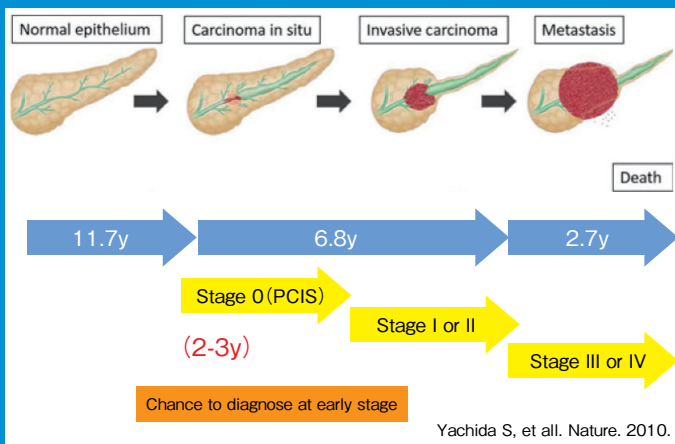 Normal epithelium
Carcinoma in situ
Invasive carcinoma
Metastasis
Death
11.7y
6.8y
2.7y
Stage 0(PCIS)
Stage I or II
(2-3y)
Stage III or IV
Chance to diagnose at early stage
Yachida S, et all. Nature. 2010.